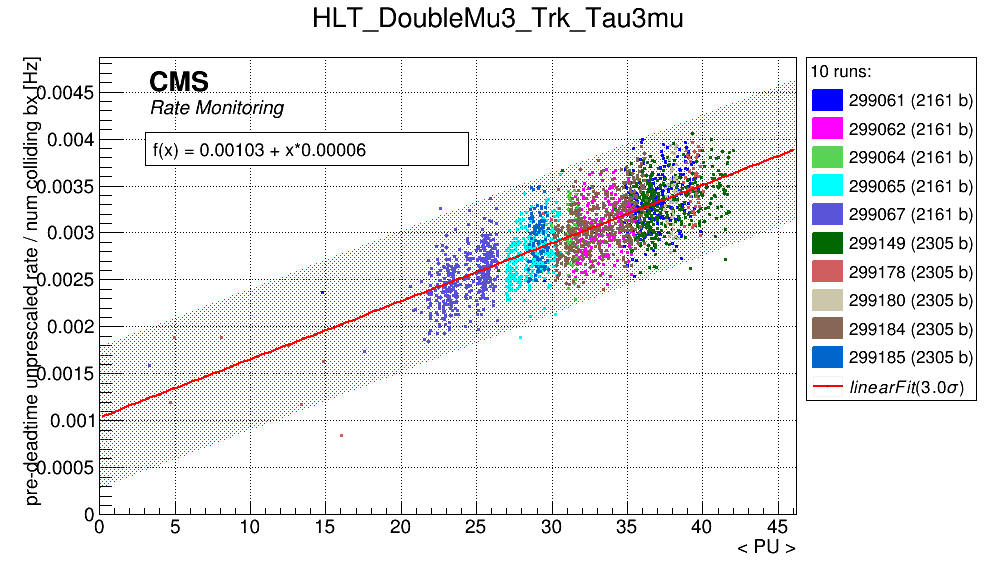 HLT_DoubleMu3_Trk_Tau3mu
pre-deadtime unprescaled rate / num colliding bx [Hz]
0.0045
0.004
0.0035
0.003
0.0025
0.002
0.0015
0.001
0.0005
0
CMS
Rate Monitoring
f(x) = 0.00103 + x*0.00006
0 5 10 15 20 25 30 35 40 45
< PU >
10 runs:
299061 (2161 b)
299062 (2161 b)
299064 (2161 b)
299065 (2161 b)
299067 (2161 b)
299149 (2305 b)
299178 (2305 b)
299180 (2305 b)
299184 (2305 b)
299185 (2305 b)
linearFit(3.0σ)